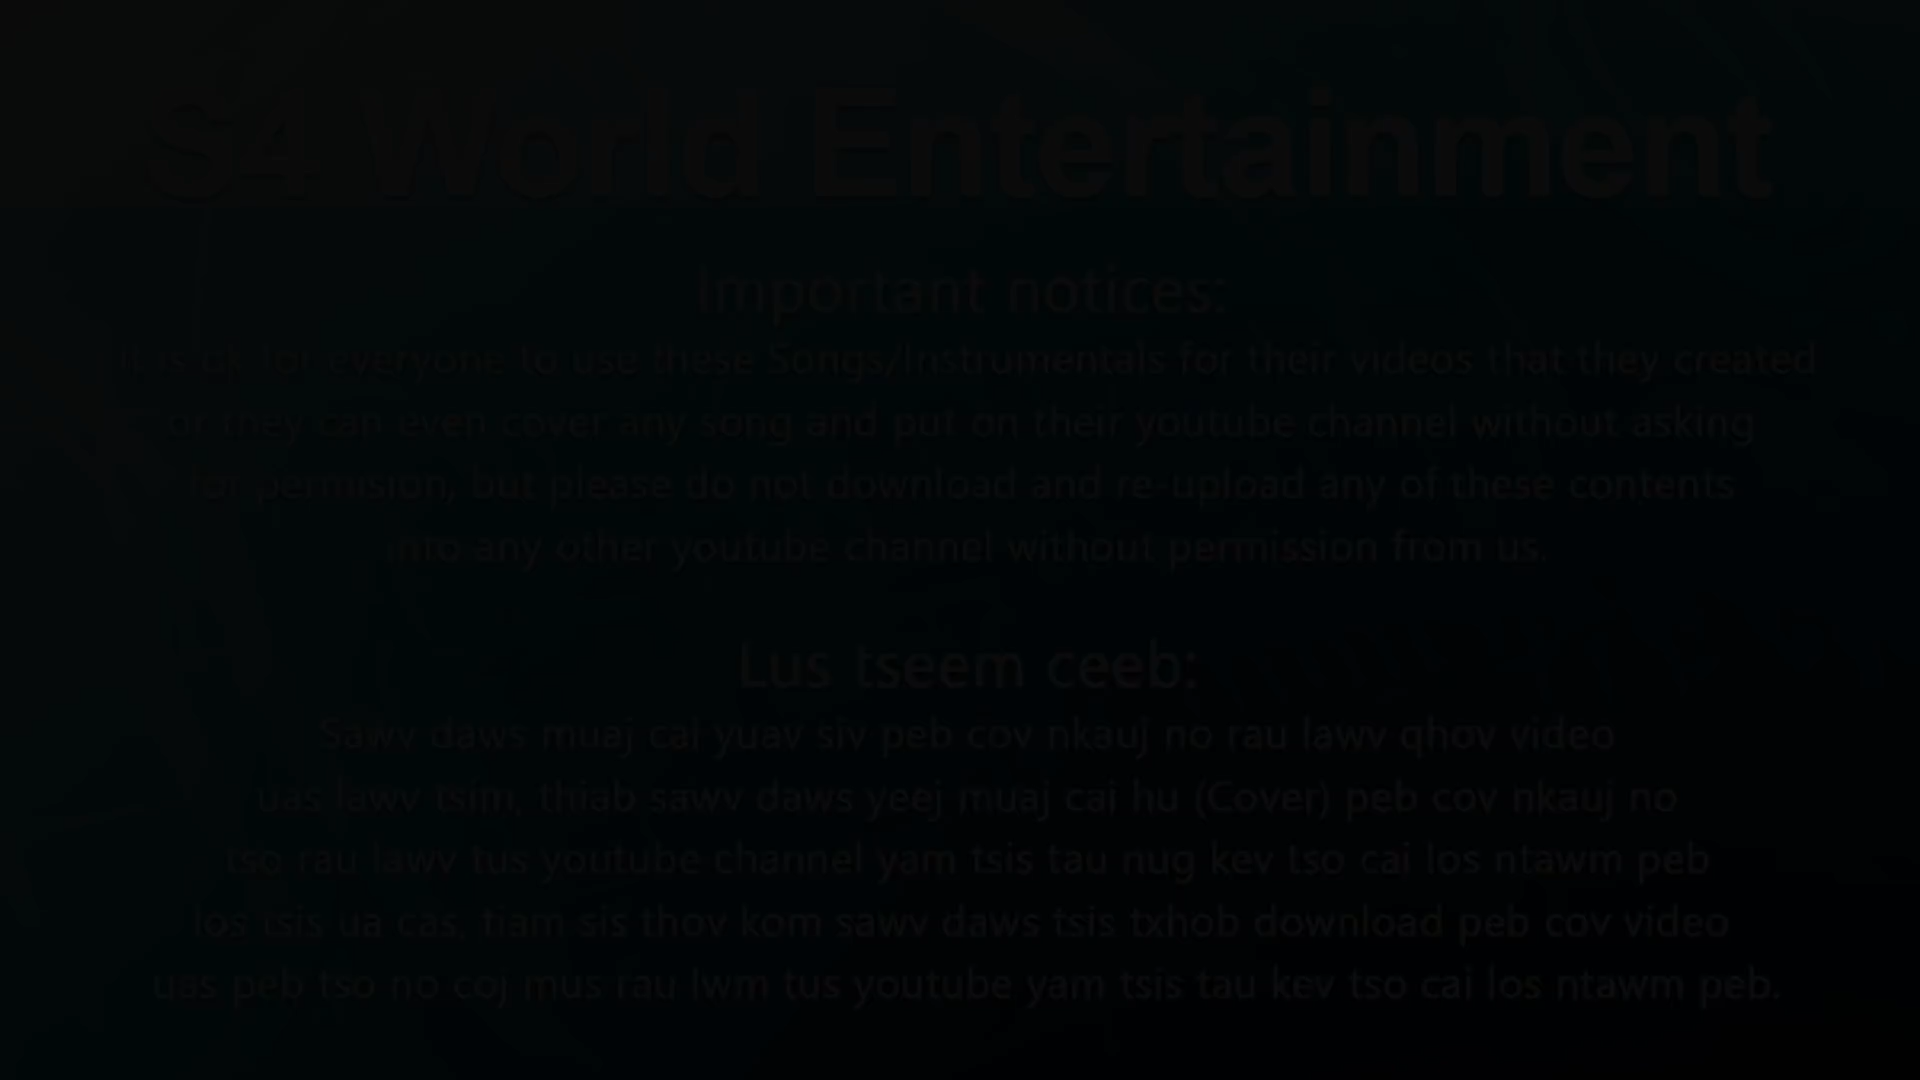 S4 World Entertainment
Important notices:
It is ok for everyone to use these Songs/Instrumentals for their videos that they created
or they can even cover any song and put on their youtube channel without asking
for permision, but please do not download and re-upload any of these contents
into any other youtube channel without permission from us.
Lus tseem ceeb:
Sawv daws muaj cai yuav siv peb cov nkauj no rau lawv qhov video
uas lawv tsim, thiab sawv daws yeej muaj cai hu (Cover) peb cov nkauj no
tso rau lawv tus youtube channel yam tsis tau nug kev tso cai los ntawm peb
los tsis ua cas, tiam sis thov kom sawv daws tsis txhob download peb cov video
uas peb tso no coj mus rau lwm tus youtube yam tsis tau kev tso cai los ntawm peb.